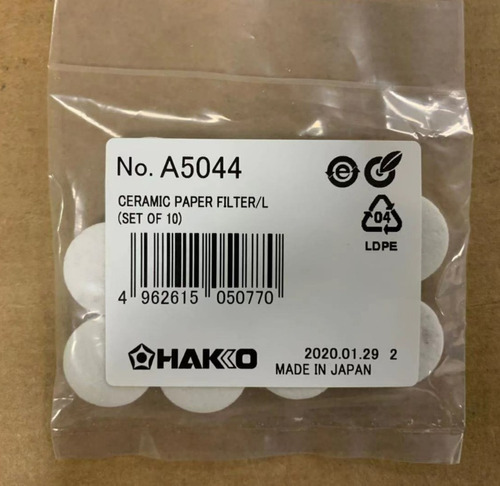 No. A5044
CERAMIC PAPER FILTER/L
(SET OF 10)
4 962615 050770
04
LDPE
HAKKO
2020.01.29 2
MADE IN JAPAN